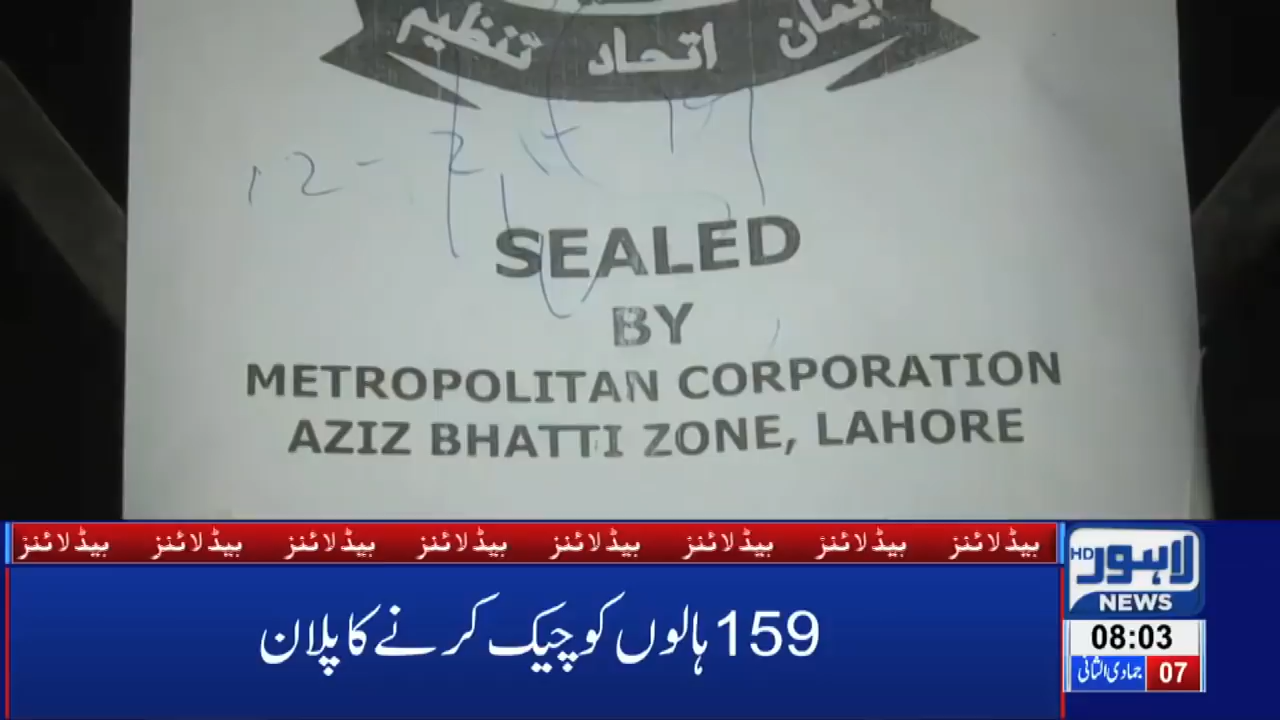 ایمان اتحاد تنظیم
SEALED
BY
METROPOLITAN CORPORATION
AZIZ BHATTI ZONE, LAHORE
ہیڈلائنز ہیڈلائنز ہیڈلائنز ہیڈلائنز ہیڈلائنز ہیڈلائنز ہیڈلائنز ہیڈلائنز
159 ہالوں کو چیک کرنے کا پلان
لاہور HD
NEWS
08:03
07 جمادی الثانی